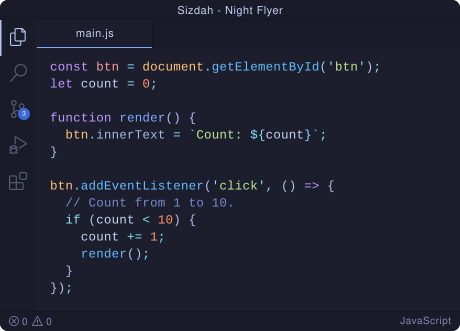 Sizdah - Night Flyer
main.js
const btn = document.getElementById('btn');
let count = 0;
function render() {
  btn.innerText = `Count: ${count}`;
}
btn.addEventListener('click', () => {
  // Count from 1 to 10.
  if (count < 10) {
    count += 1;
    render();
  }
});
3
0 0
JavaScript